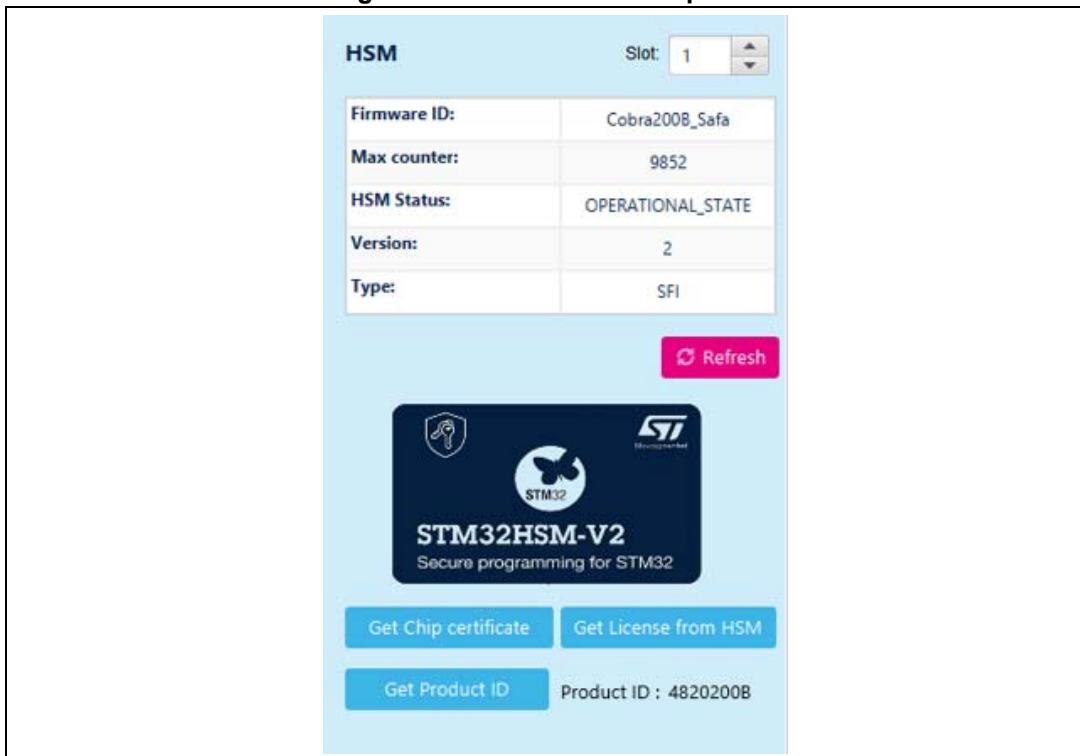 HSM Slot: 1
Firmware ID: Cobra200B_Safa
Max counter: 9852
HSM Status: OPERATIONAL_STATE
Version: 2
Type: SFI
Refresh
ST
STM32
STM32HSM-V2
Secure programming for STM32
Get Chip certificate Get License from HSM
Get Product ID Product ID : 4820200B